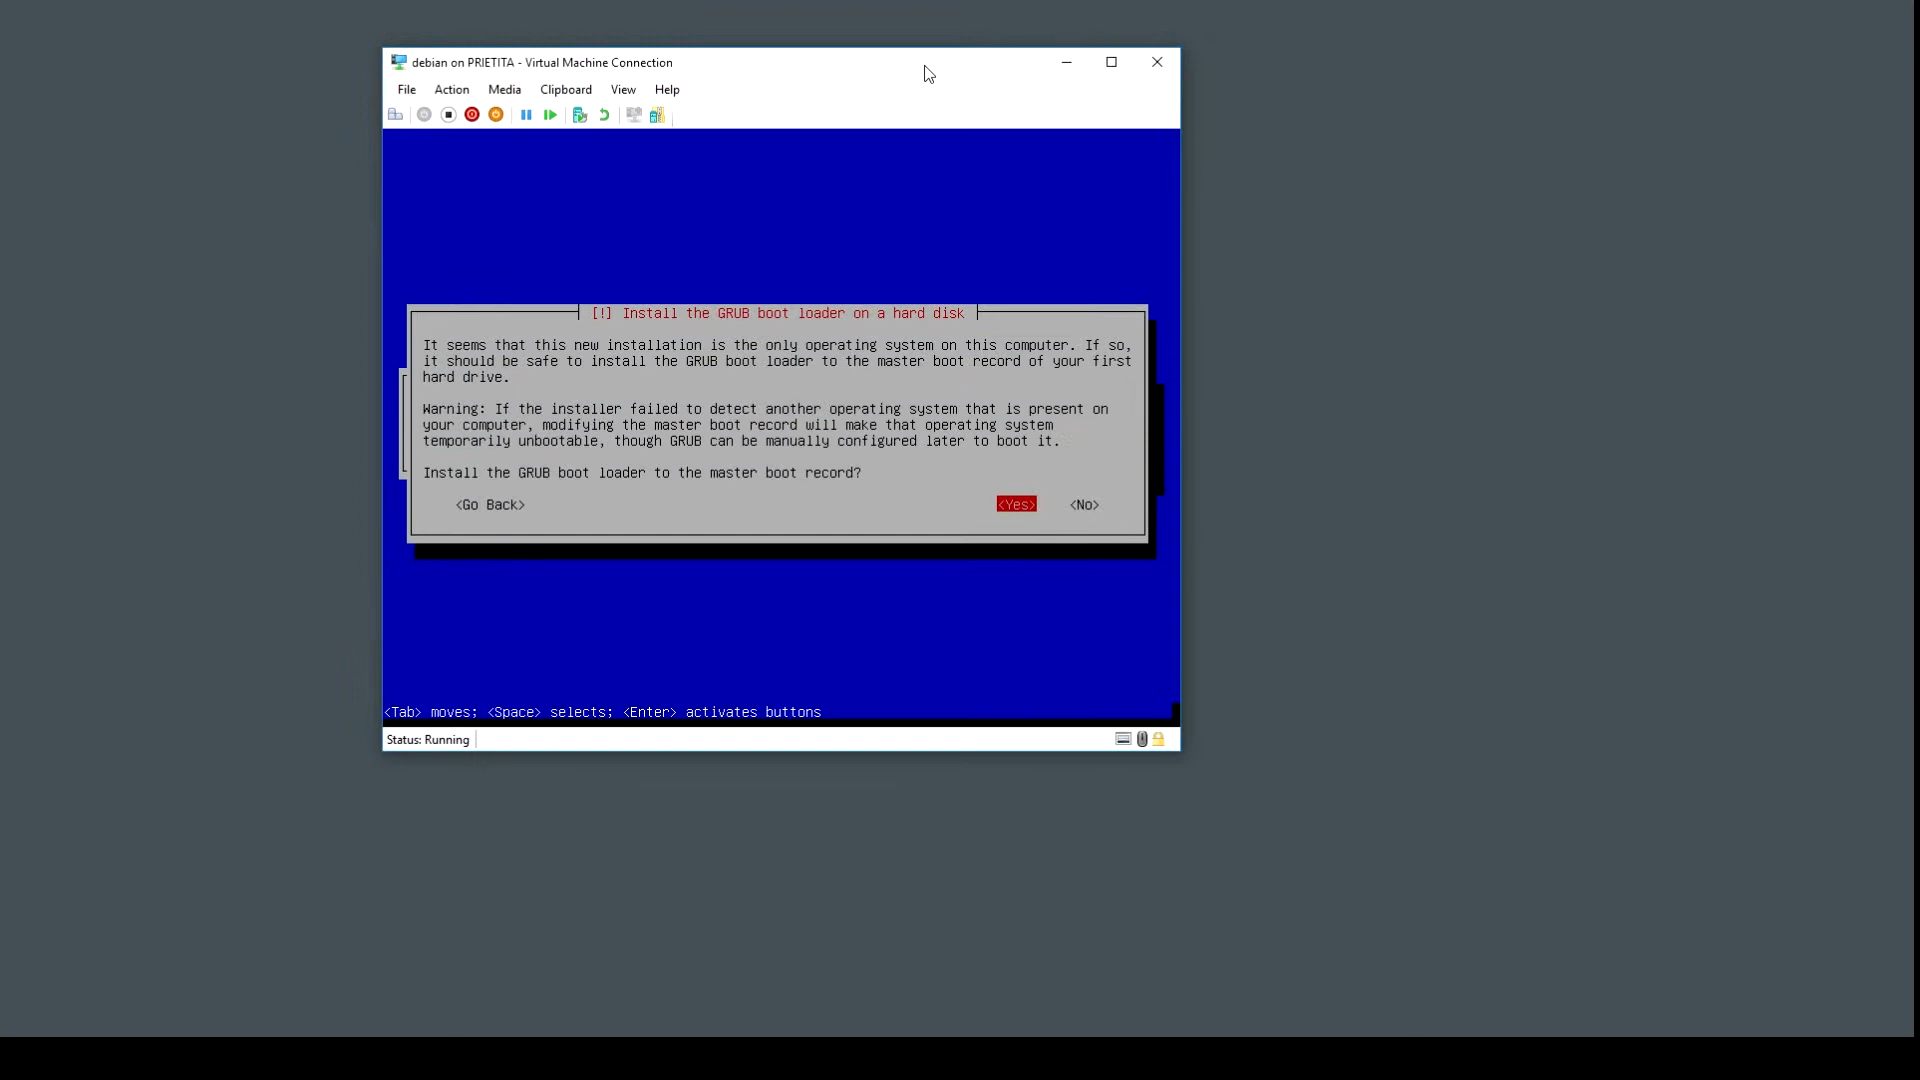 debian on PRIETITA - Virtual Machine Connection
File Action Media Clipboard View Help
[!] Install the GRUB boot loader on a hard disk
It seems that this new installation is the only operating system on this computer. If so,
it should be safe to install the GRUB boot loader to the master boot record of your first
hard drive.
Warning: If the installer failed to detect another operating system that is present on
your computer, modifying the master boot record will make that operating system
temporarily unbootable, though GRUB can be manually configured later to boot it.
Install the GRUB boot loader to the master boot record?
<Go Back> <Yes> <No>
<Tab> moves; <Space> selects; <Enter> activates buttons
Status: Running